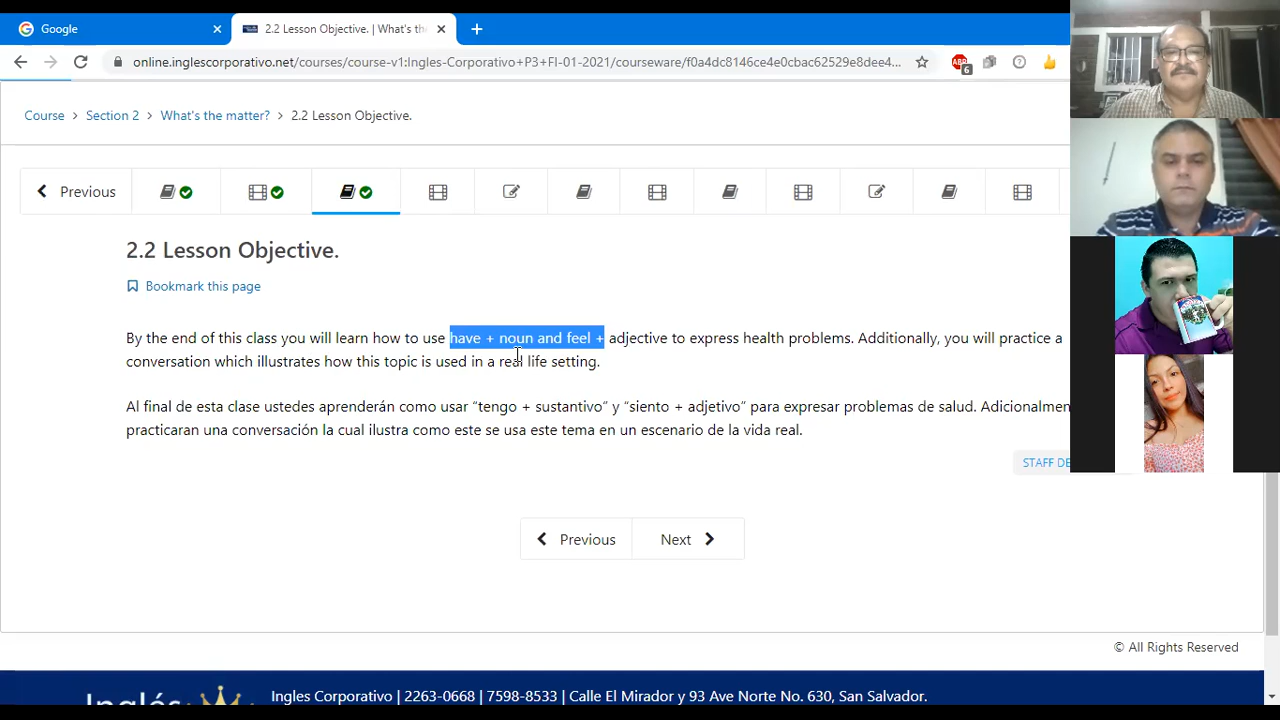 Google
2.2 Lesson Objective. | What's the
online.inglescorporativo.net/courses/course-v1:Ingles-Corporativo+P3+FI-01-2021/courseware/f0a4dc8146ce4e0cbac62529e8dee4...
ABP
6
Course > Section 2 > What's the matter? > 2.2 Lesson Objective.
Previous
2.2 Lesson Objective.
Bookmark this page
By the end of this class you will learn how to use have + noun and feel + adjective to express health problems. Additionally, you will practice a
conversation which illustrates how this topic is used in a real life setting.
Al final de esta clase ustedes aprenderán como usar “tengo + sustantivo” y “siento + adjetivo” para expresar problemas de salud. Adicionalmen
practicaran una conversación la cual ilustra como este se usa este tema en un escenario de la vida real.
STAFF DE
Previous
Next
© All Rights Reserved
Inglés
Ingles Corporativo | 2263-0668 | 7598-8533 | Calle El Mirador y 93 Ave Norte No. 630, San Salvador.